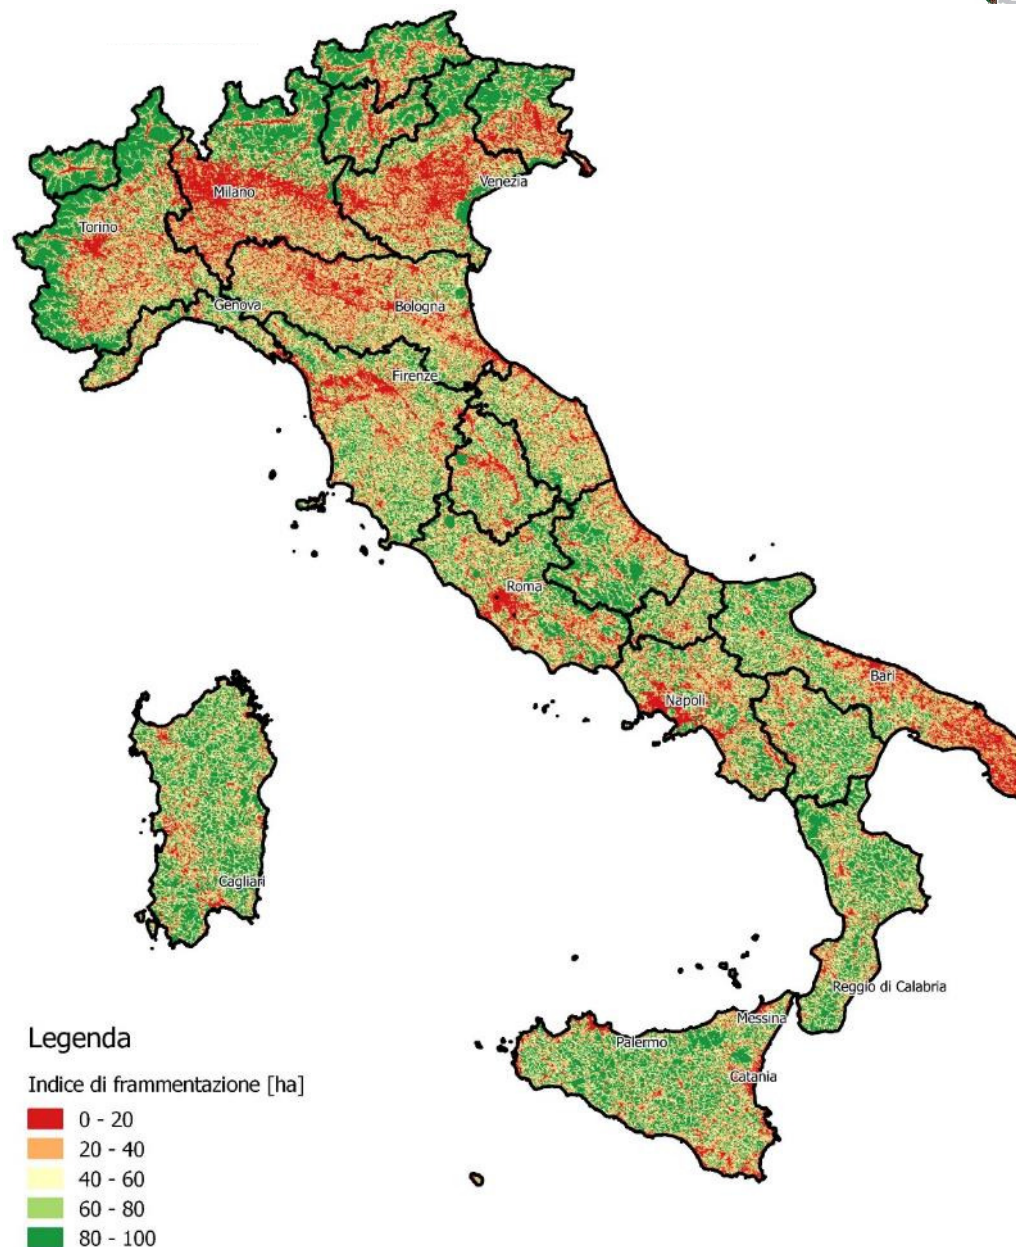 Milano
Venezia
Torino
Genova
Bologna
Firenze
Roma
Bari
Napoli
Cagliari
Reggio di Calabria
Messina
Palermo
Catania
Legenda
Indice di frammentazione [ha]
0 - 20
20 - 40
40 - 60
60 - 80
80 - 100